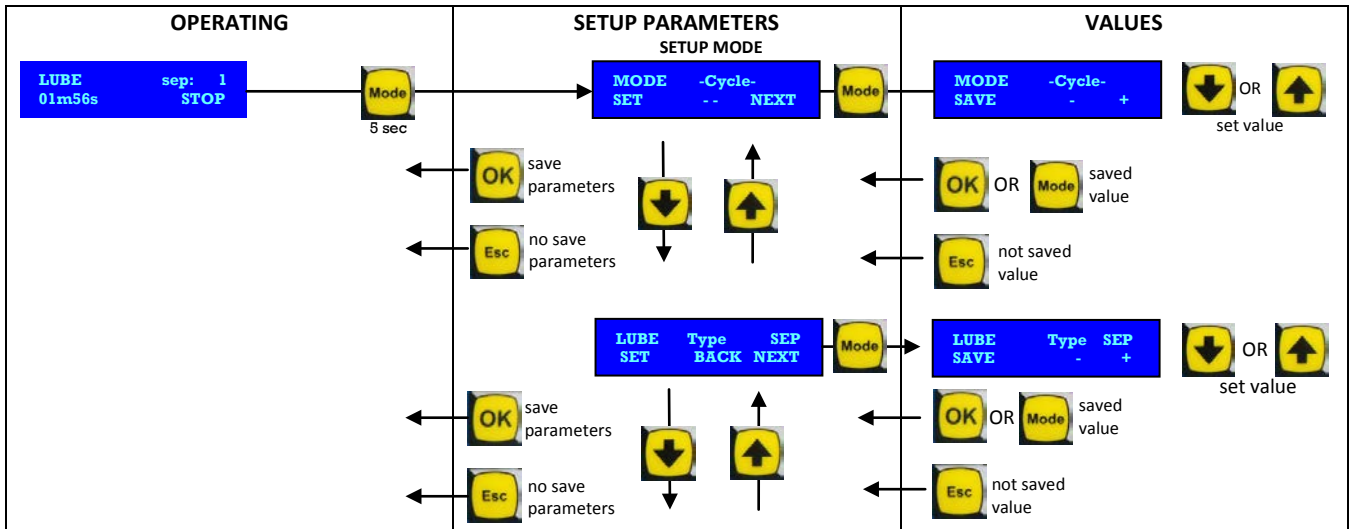 OPERATING
SETUP PARAMETERS
SETUP MODE
VALUES
LUBE sep: 1
01m56s STOP
Mode
5 sec
MODE -Cycle-
SET - - NEXT
Mode
MODE -Cycle-
SAVE - +
OR
set value
OK save
parameters
OK OR Mode saved
value
Esc no save
parameters
Esc not saved
value
LUBE Type SEP
SET BACK NEXT
Mode
LUBE Type SEP
SAVE - +
OR
set value
OK save
parameters
OK OR Mode saved
value
Esc no save
parameters
Esc not saved
value